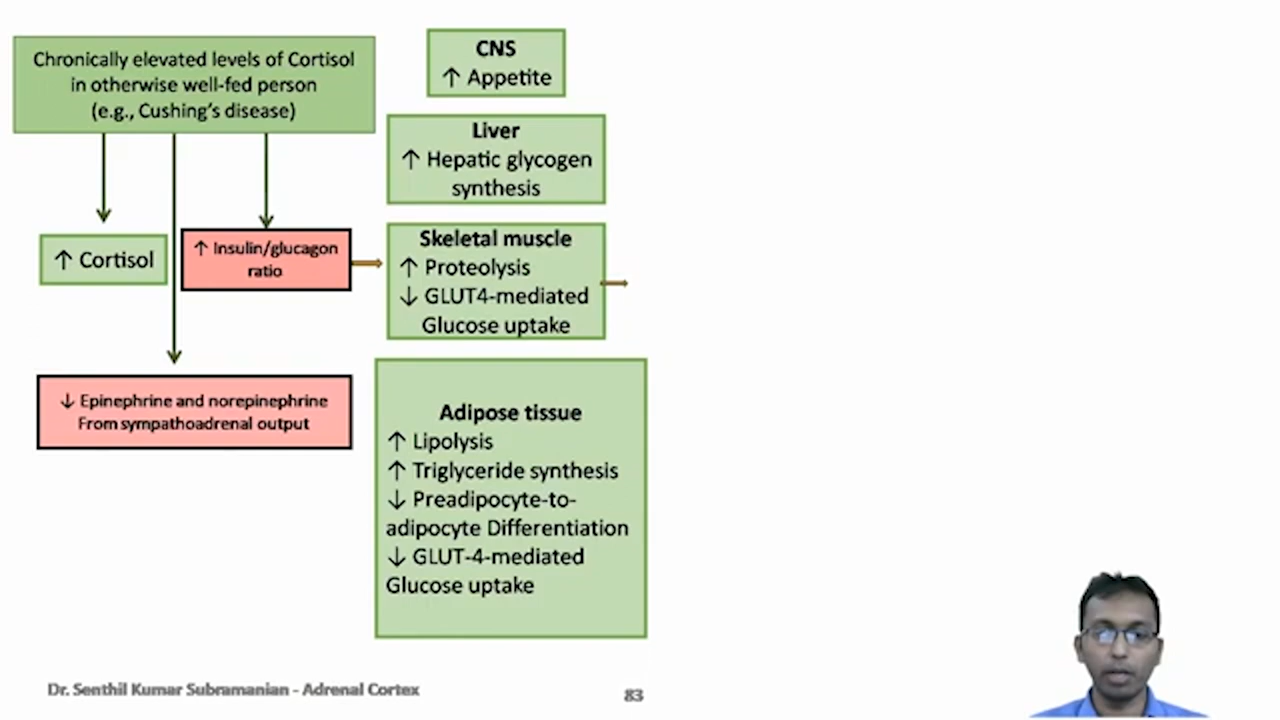 Chronically elevated levels of Cortisol
in otherwise well-fed person
(e.g., Cushing's disease)
↑ Cortisol
↑ Insulin/glucagon
ratio
↓ Epinephrine and norepinephrine
From sympathoadrenal output
CNS
↑ Appetite
Liver
↑ Hepatic glycogen
synthesis
Skeletal muscle
↑ Proteolysis
↓ GLUT4-mediated
Glucose uptake
Adipose tissue
↑ Lipolysis
↑ Triglyceride synthesis
↓ Preadipocyte-to-
adipocyte Differentiation
↓ GLUT-4-mediated
Glucose uptake
Dr. Senthil Kumar Subramanian - Adrenal Cortex
83